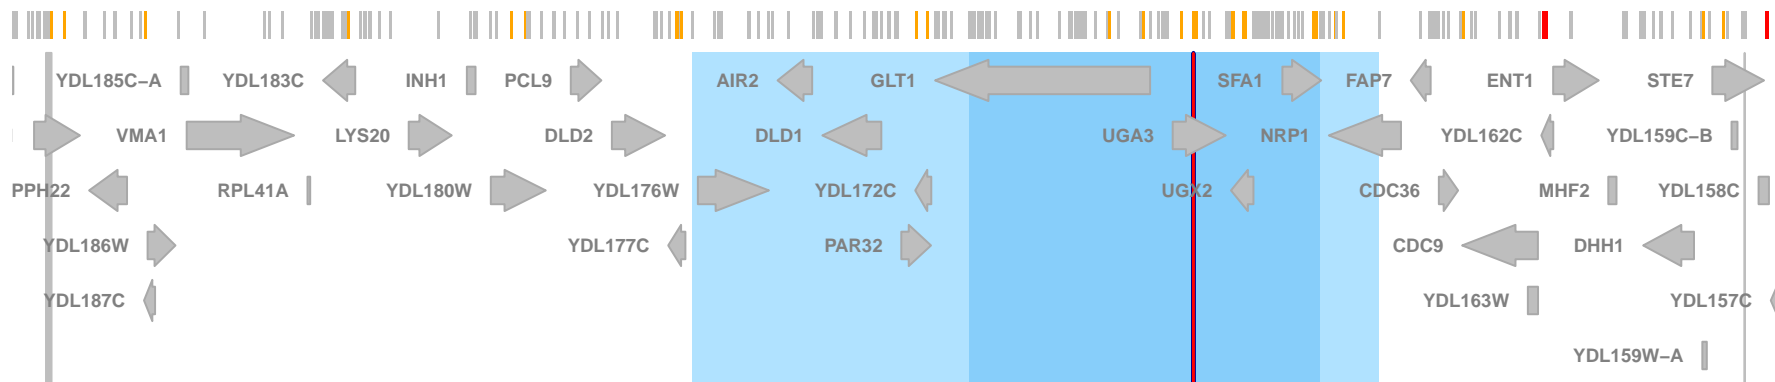 YDL185C−A YDL183C INH1 PCL9 AIR2 GLT1 SFA1 FAP7 ENT1 STE7
VMA1 LYS20 DLD2 DLD1 UGA3 NRP1 YDL162C YDL159C−B
PPH22 RPL41A YDL180W YDL176W YDL172C UGX2 CDC36 MHF2 YDL158C
YDL186W YDL177C PAR32 CDC9 DHH1
YDL187C YDL163W YDL157C
YDL159W−A